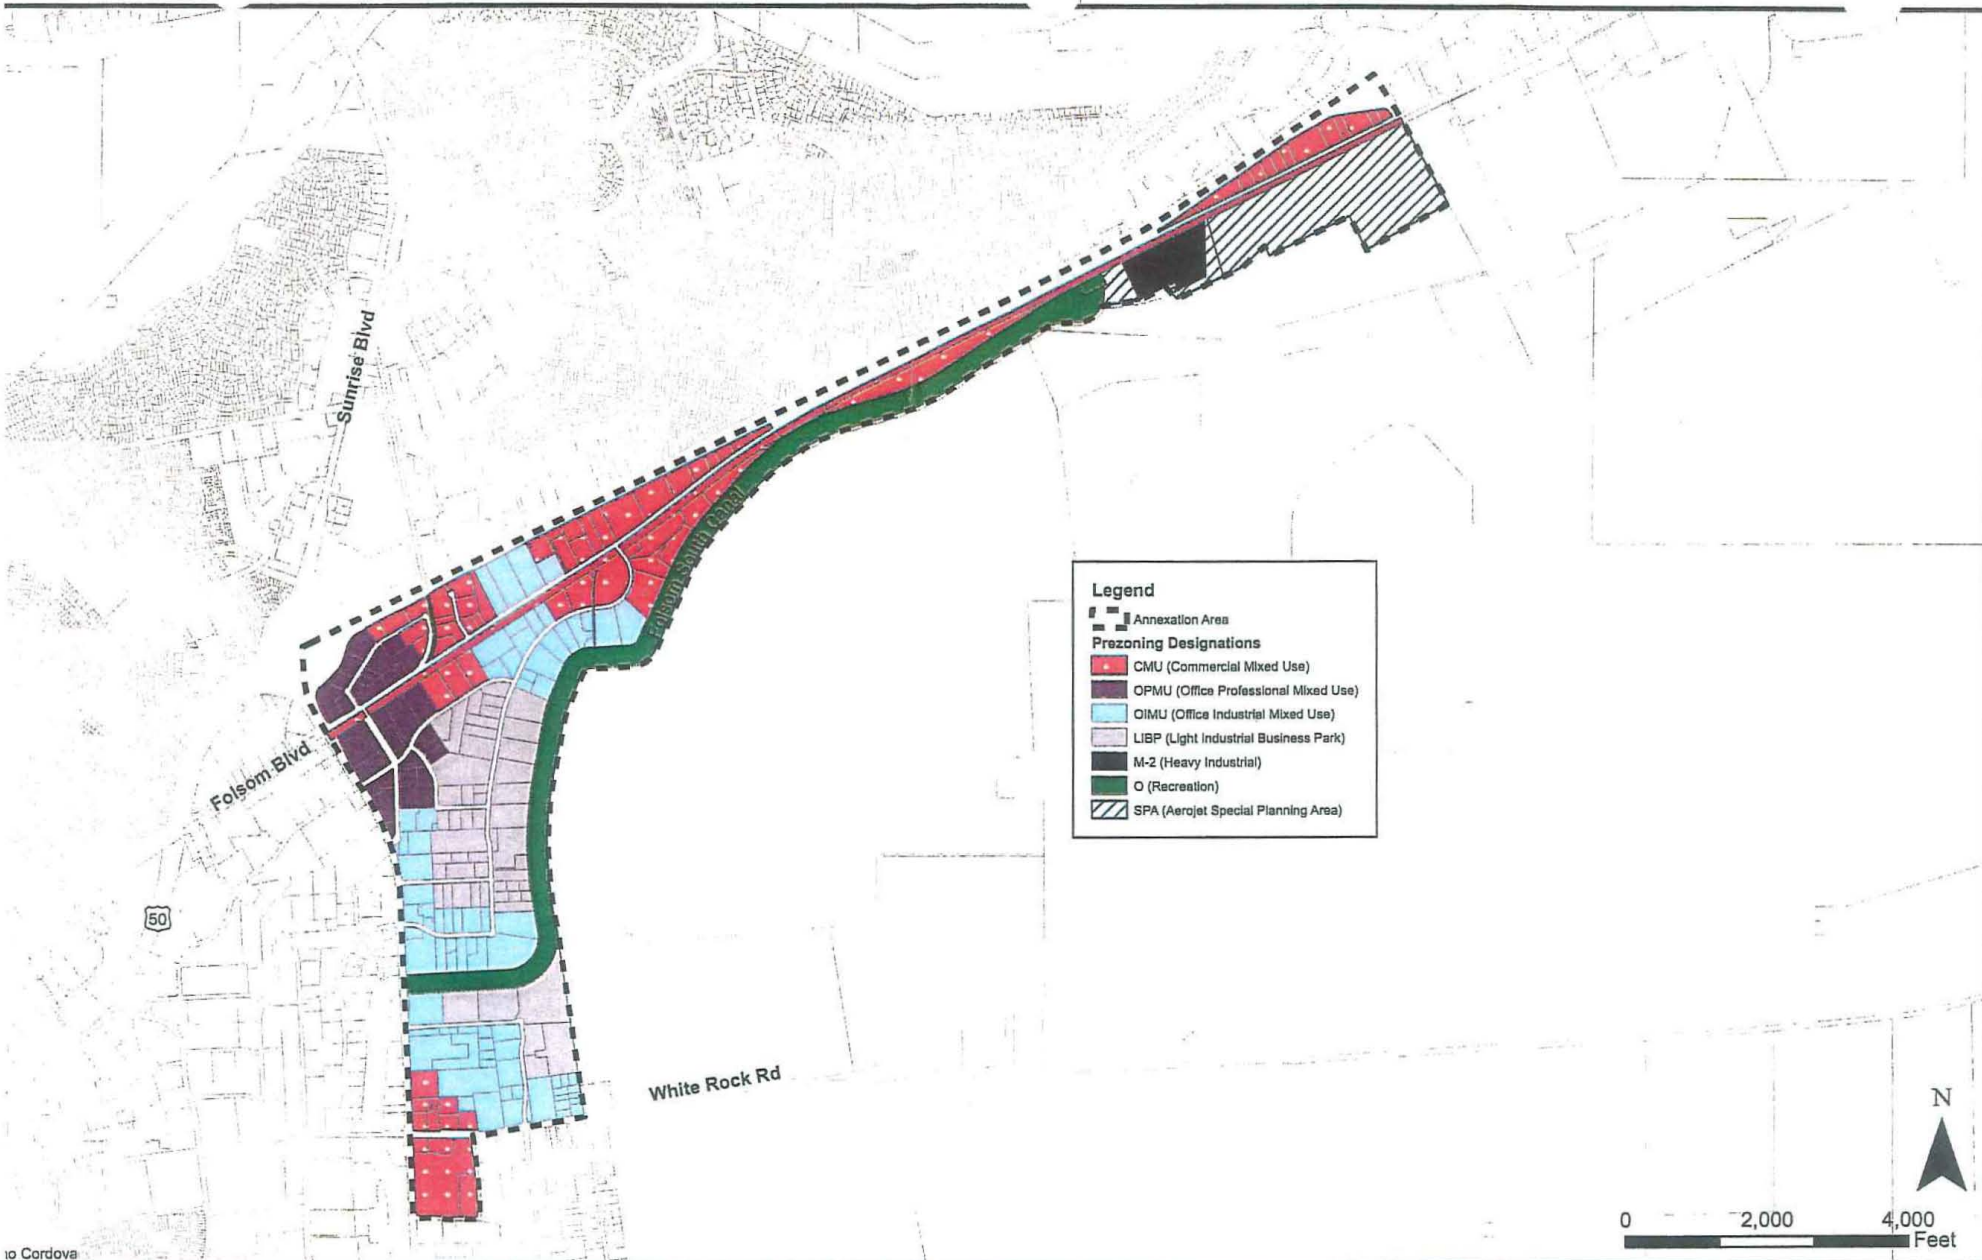 Sunrise Blvd
Folsom South Canal
Folsom Blvd
50
White Rock Rd
Legend
Annexation Area
Prezoning Designations
CMU (Commercial Mixed Use)
OPMU (Office Professional Mixed Use)
OIMU (Office Industrial Mixed Use)
LIBP (Light Industrial Business Park)
M-2 (Heavy Industrial)
O (Recreation)
SPA (Aerojet Special Planning Area)
N
0 2,000 4,000
Feet
ho Cordova